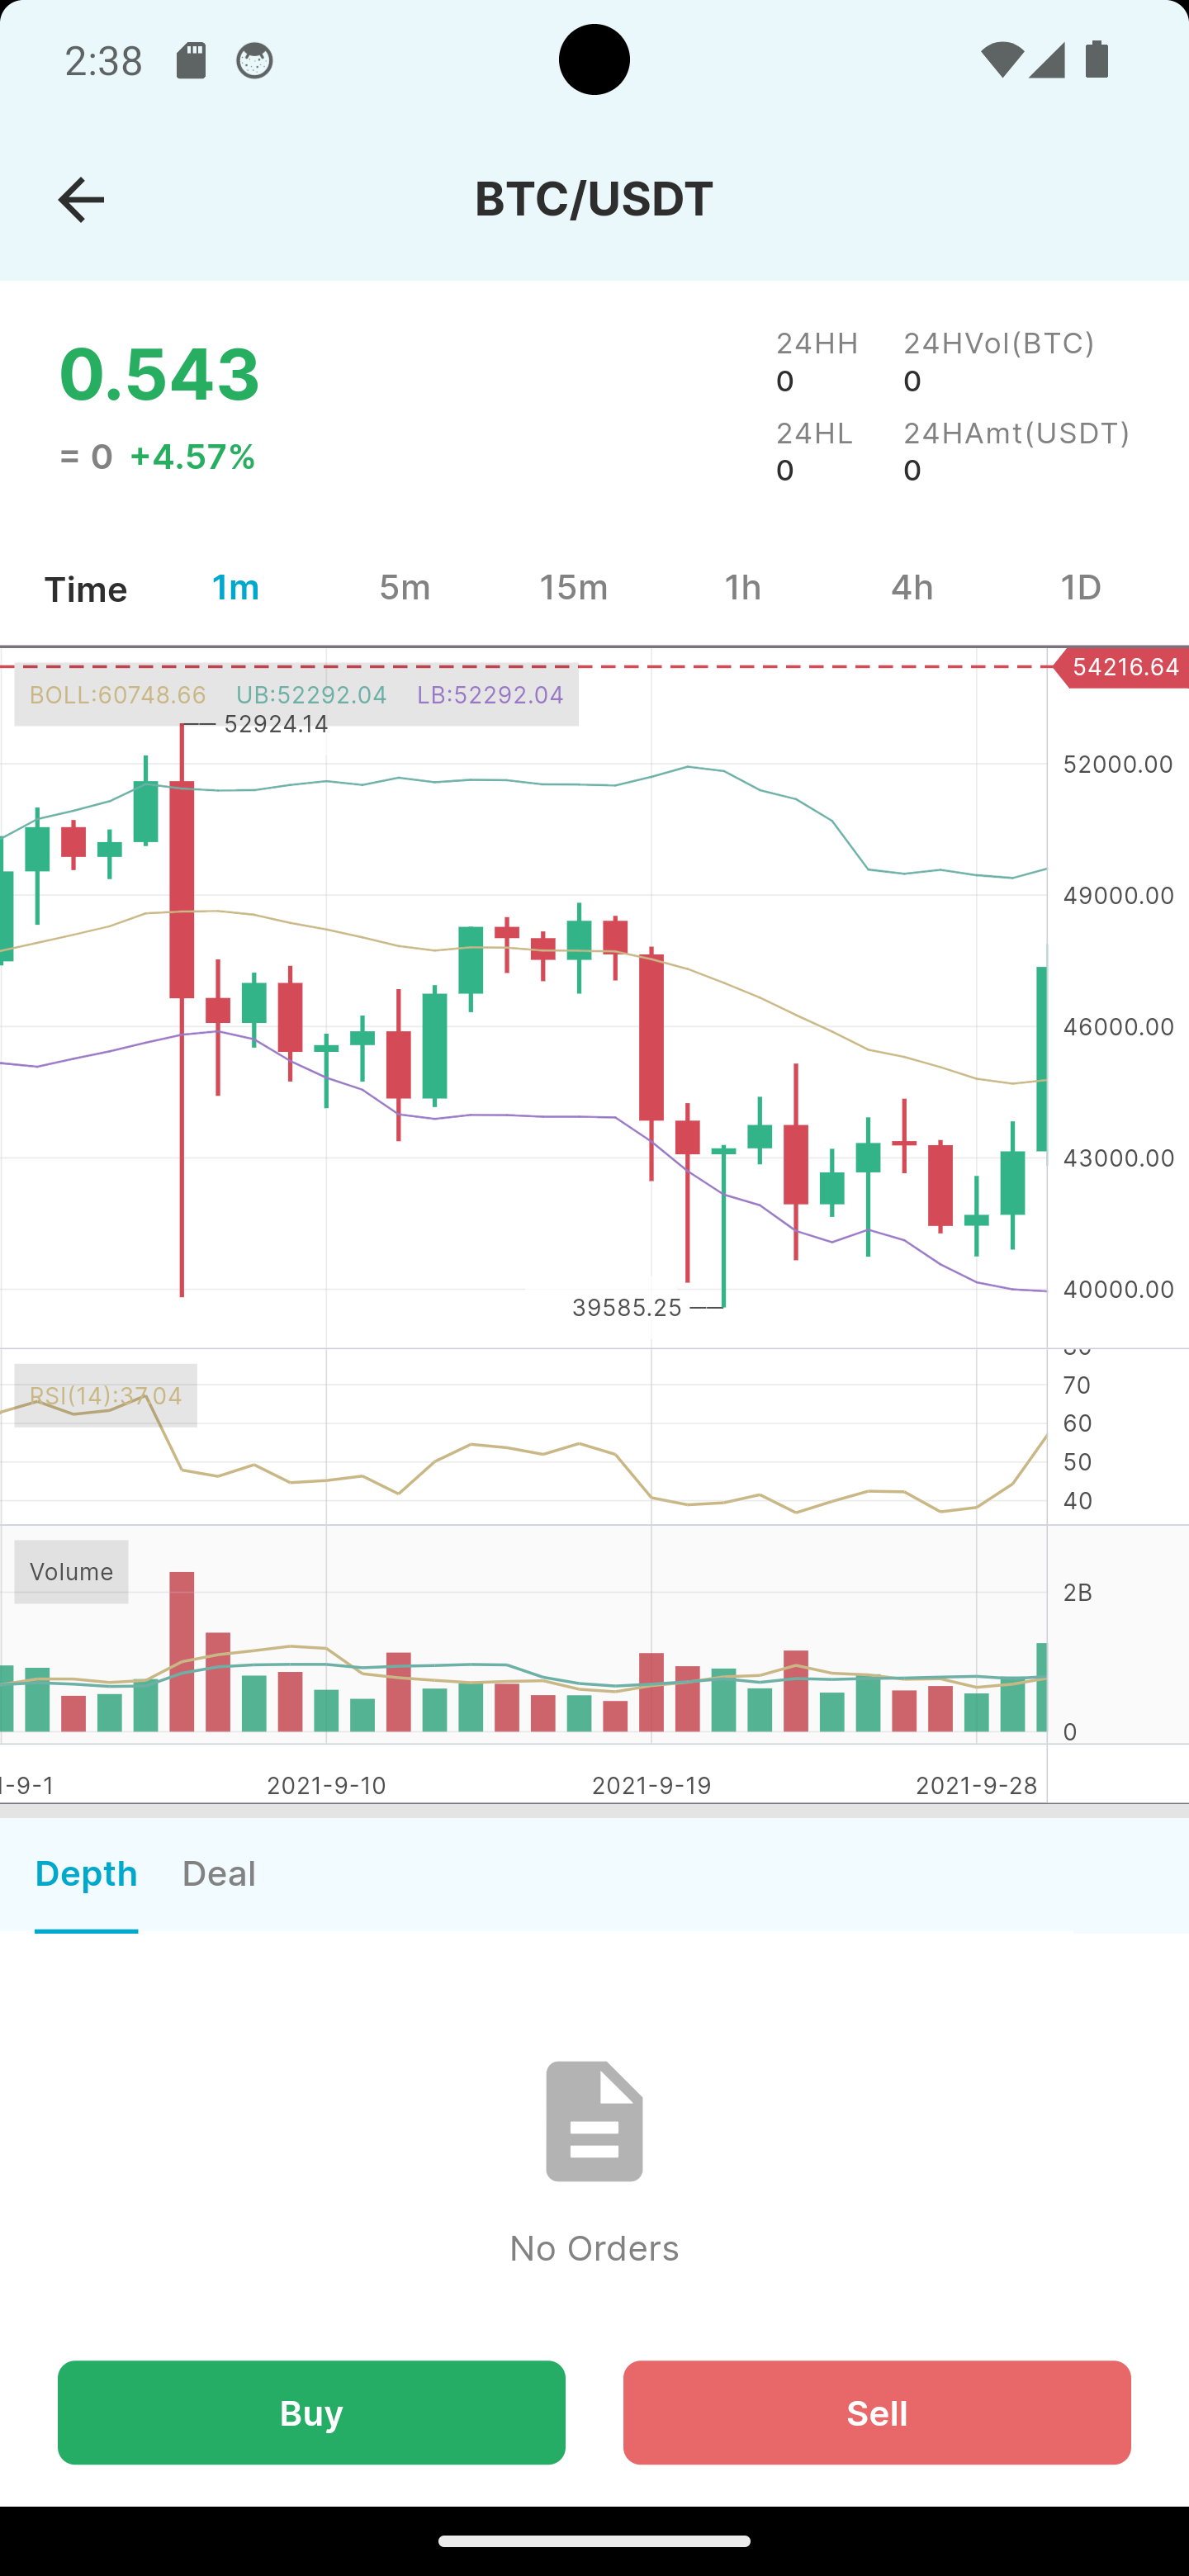 2:38
BTC/USDT
0.543
= 0 +4.57%
24HH 24HVol(BTC)
0 0
24HL 24HAmt(USDT)
0 0
Time 1m 5m 15m 1h 4h 1D
54216.64
BOLL:60748.66 UB:52292.04 LB:52292.04
52924.14
52000.00
49000.00
46000.00
43000.00
40000.00
39585.25
80
RSI(14):37.04
70
60
50
40
Volume
2B
0
-9-1 2021-9-10 2021-9-19 2021-9-28
Depth Deal
No Orders
Buy Sell